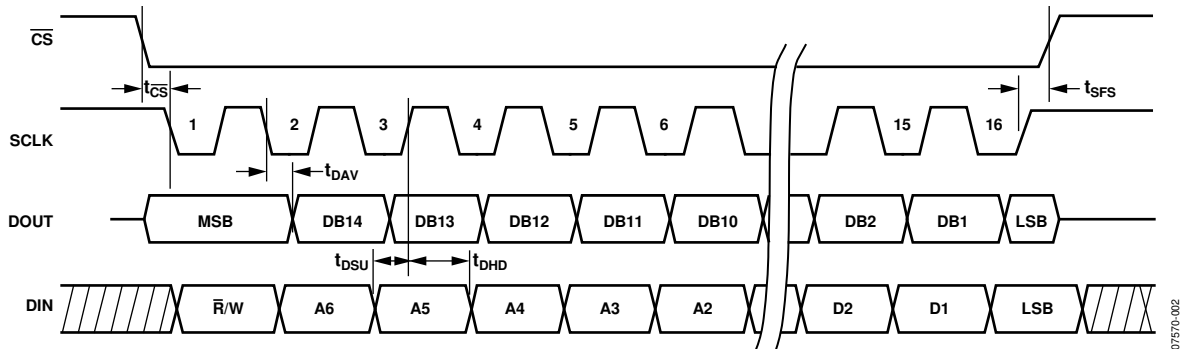 CS
tCS
tSFS
SCLK
1 2 3 4 5 6 15 16
tDAV
DOUT
MSB DB14 DB13 DB12 DB11 DB10 DB2 DB1 LSB
tDSU tDHD
DIN
R/W A6 A5 A4 A3 A2 D2 D1 LSB
07570-002